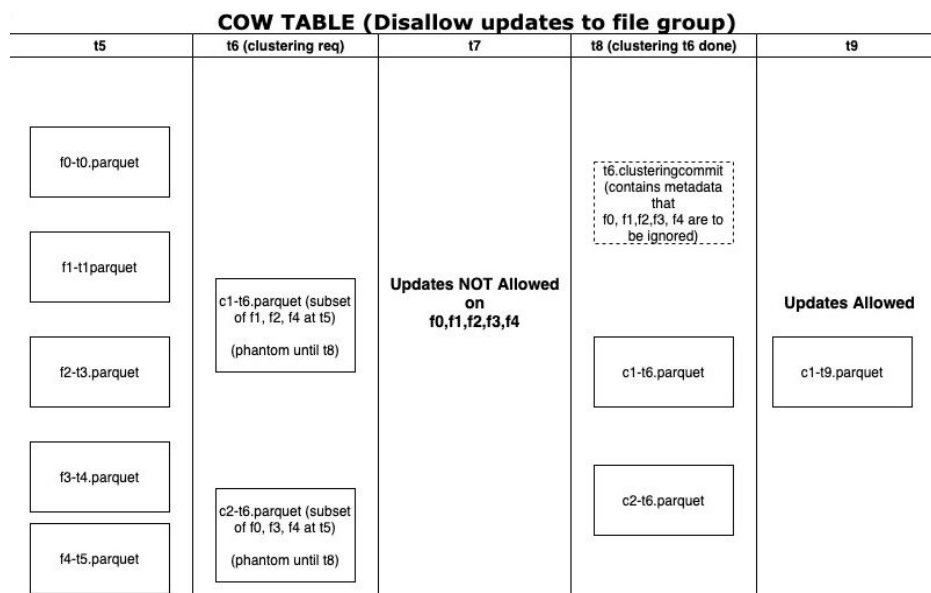 COW TABLE (Disallow updates to file group)
t5
t6 (clustering req)
t7
t8 (clustering t6 done)
t9
f0-t0.parquet
f1-t1parquet
f2-t3.parquet
f3-t4.parquet
f4-t5.parquet
c1-t6.parquet (subset
of f1, f2, f4 at t5)
(phantom until t8)
c2-t6.parquet (subset
of f0, f3, f4 at t5)
(phantom until t8)
Updates NOT Allowed
on
f0,f1,f2,f3,f4
t6.clusteringcommit
(contains metadata
that
f0, f1,f2,f3, f4 are to
be ignored)
c1-t6.parquet
c2-t6.parquet
Updates Allowed
c1-t9.parquet